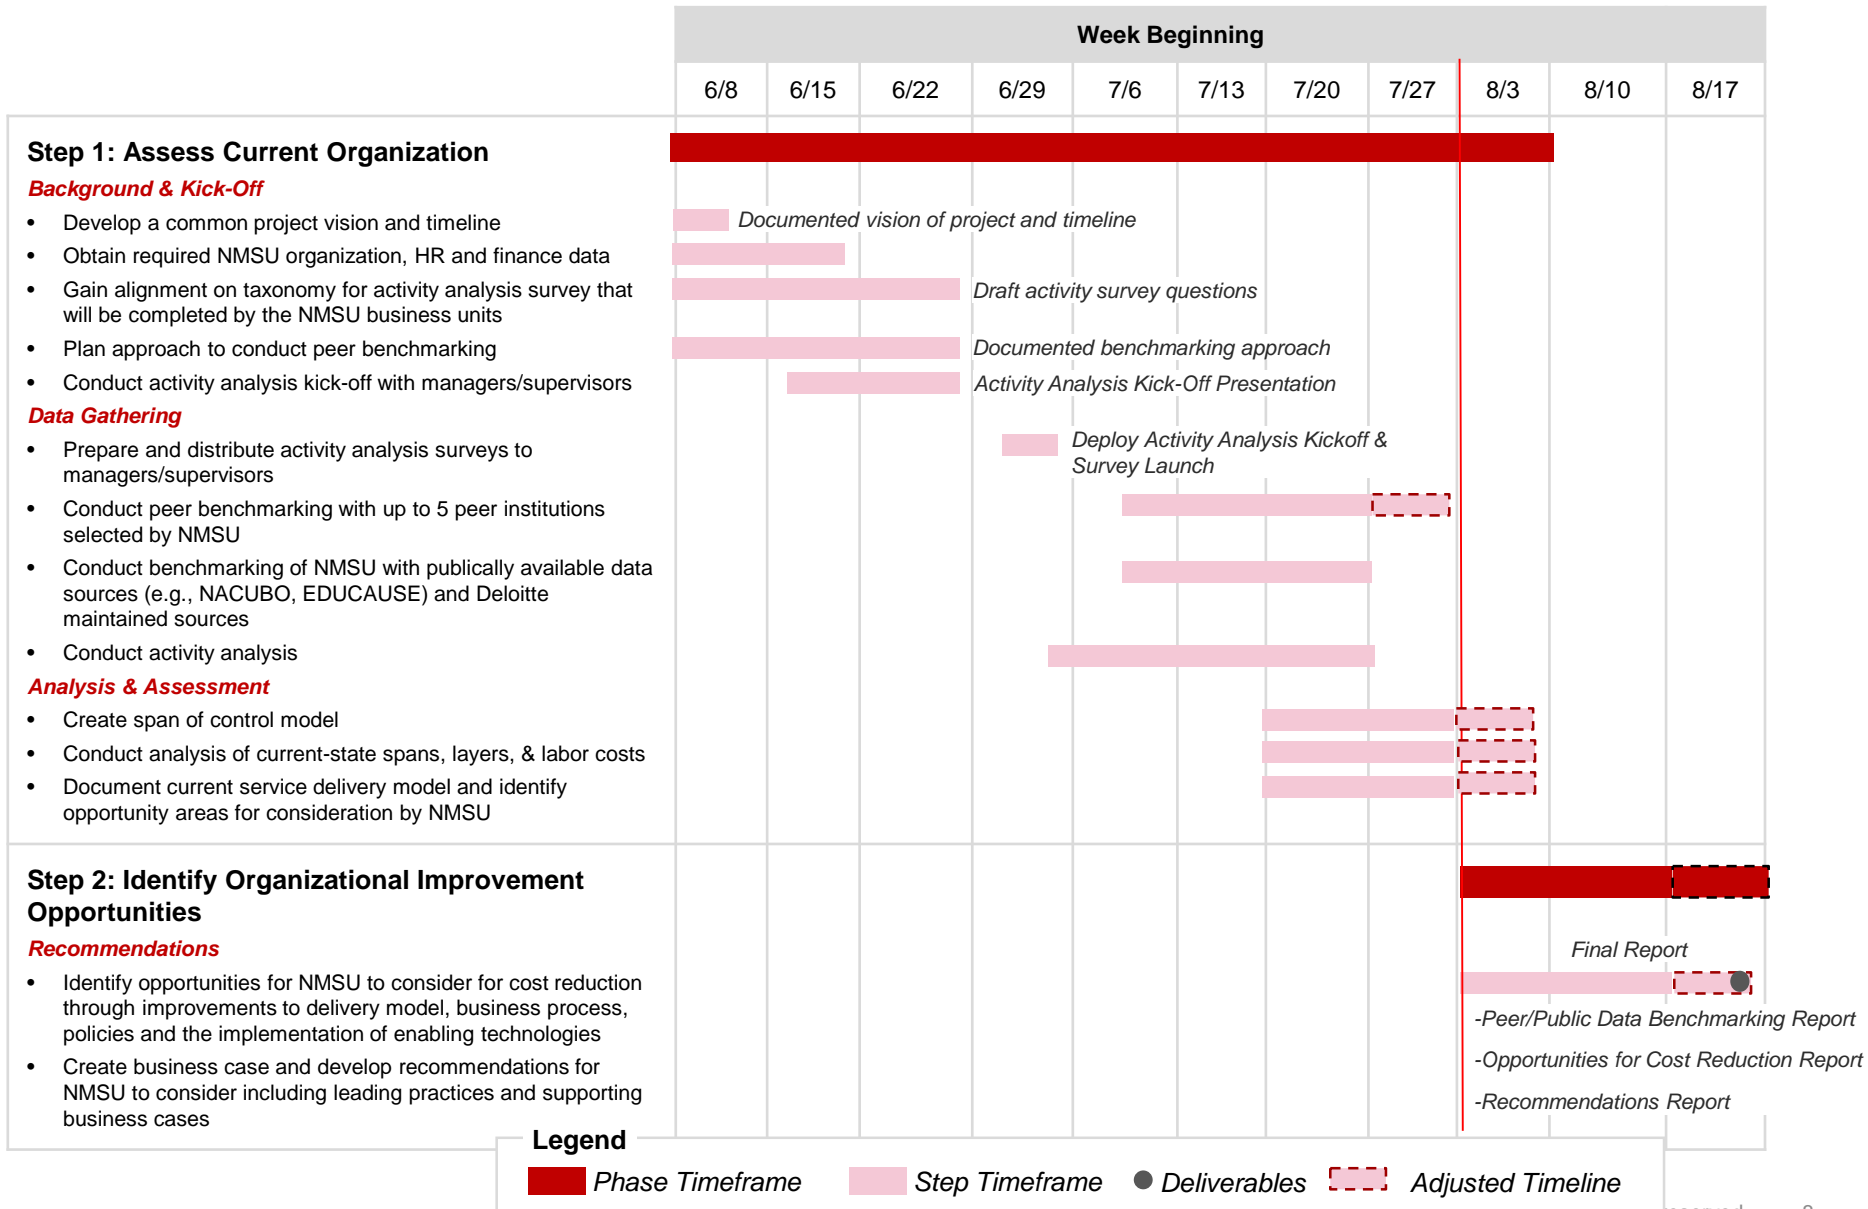 Week Beginning
6/8 6/15 6/22 6/29 7/6 7/13 7/20 7/27 8/3 8/10 8/17
Step 1: Assess Current Organization
Background & Kick-Off
• Develop a common project vision and timeline
Documented vision of project and timeline
• Obtain required NMSU organization, HR and finance data
• Gain alignment on taxonomy for activity analysis survey that
will be completed by the NMSU business units
Draft activity survey questions
• Plan approach to conduct peer benchmarking
Documented benchmarking approach
• Conduct activity analysis kick-off with managers/supervisors
Activity Analysis Kick-Off Presentation
Data Gathering
• Prepare and distribute activity analysis surveys to
managers/supervisors
Deploy Activity Analysis Kickoff &
Survey Launch
• Conduct peer benchmarking with up to 5 peer institutions
selected by NMSU
• Conduct benchmarking of NMSU with publically available data
sources (e.g., NACUBO, EDUCAUSE) and Deloitte
maintained sources
• Conduct activity analysis
Analysis & Assessment
• Create span of control model
• Conduct analysis of current-state spans, layers, & labor costs
• Document current service delivery model and identify
opportunity areas for consideration by NMSU
Step 2: Identify Organizational Improvement
Opportunities
Recommendations
• Identify opportunities for NMSU to consider for cost reduction
through improvements to delivery model, business process,
policies and the implementation of enabling technologies
• Create business case and develop recommendations for
NMSU to consider including leading practices and supporting
business cases
Final Report
-Peer/Public Data Benchmarking Report
-Opportunities for Cost Reduction Report
-Recommendations Report
Legend
Phase Timeframe
Step Timeframe
Deliverables
Adjusted Timeline